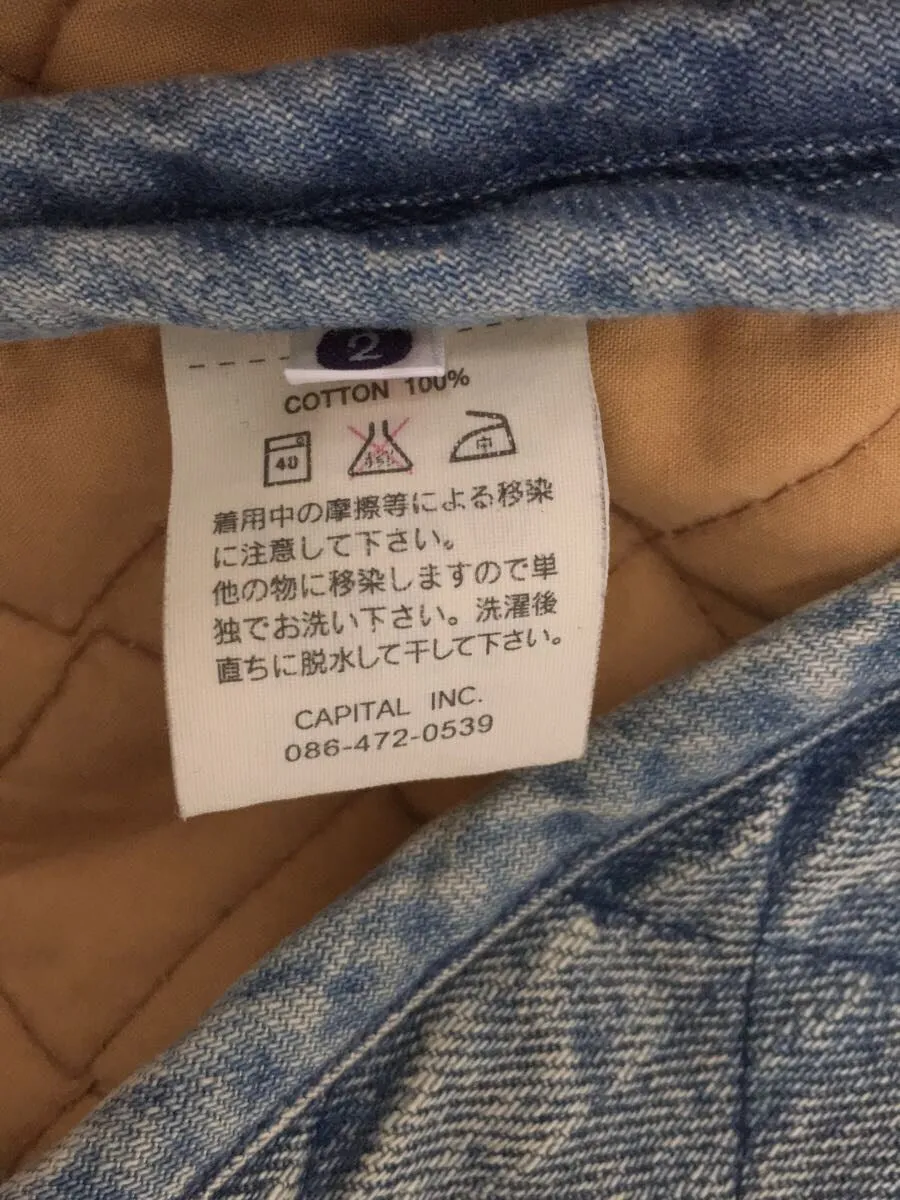 2
COTTON 100%
40
中
着用中の摩擦等による移染
に注意して下さい。
他の物に移染しますので単
独でお洗い下さい。洗濯後
直ちに脱水して干して下さい。
CAPITAL INC.
086-472-0539